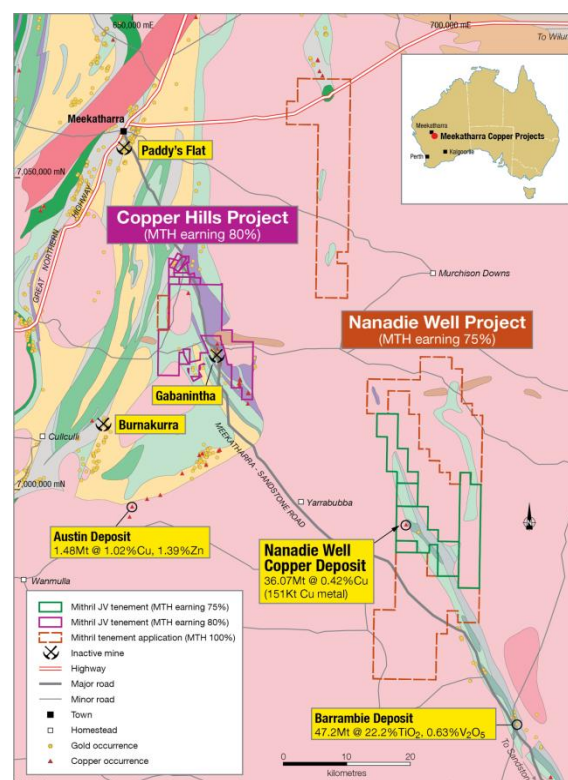 650,000 mE
700,000 mE
To Wilun
Meekatharra
Paddy's Flat
7,050,000 mN
GREAT NORTHERN HIGHWAY
Copper Hills Project
(MTH earning 80%)
Murchison Downs
Nanadie Well Project
(MTH earning 75%)
Gabanintha
Burnakurra
Culculli
MEEKATHARRA - SANDSTONE ROAD
7,000,000 mN
Yarrabubba
Austin Deposit
1.48Mt @ 1.02%Cu, 1.39%Zn
Nanadie Well
Copper Deposit
36.07Mt @ 0.42%Cu
(151Kt Cu metal)
Wanmulla
Barrambie Deposit
47.2Mt @ 22.2%TiO₂, 0.63%V₂O₅
To Sandsto
Meekatharra
Meekatharra Copper Projects
Perth
Kalgoorlie
Mithril JV tenement (MTH earning 75%)
Mithril JV tenement (MTH earning 80%)
Mithril tenement application (MTH 100%)
Inactive mine
Highway
Major road
Minor road
Town
Homestead
Gold occurrence
Copper occurrence
0 10 20
kilometres